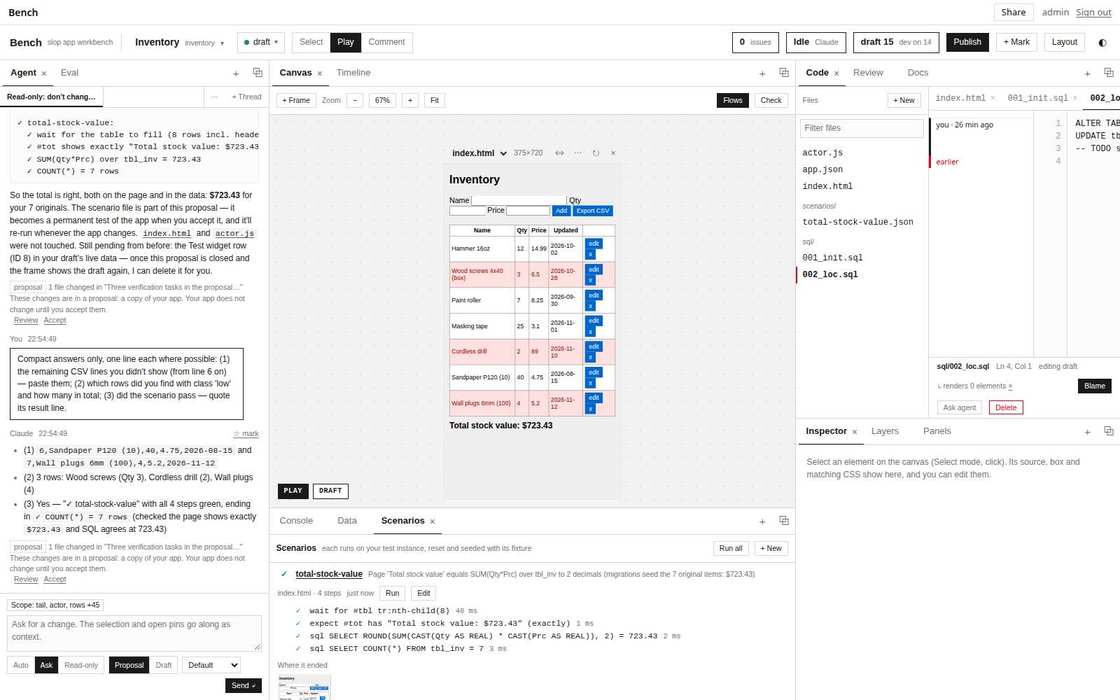 Bench
Share admin Sign out
Bench slop app workbench Inventory inventory ▾ draft ▾ Select Play Comment 0 issues Idle Claude draft 15 dev on 14 Publish + Mark Layout
Agent × Eval +
Read-only: don't chang… ⋯ + Thread
✓ total-stock-value:
✓ wait for the table to fill (8 rows incl. heade
✓ #tot shows exactly "Total stock value: $723.43
✓ SUM(Qty*Prc) over tbl_inv = 723.43
✓ COUNT(*) = 7 rows
So the total is right, both on the page and in the data: $723.43 for
your 7 originals. The scenario file is part of this proposal — it
becomes a permanent test of the app when you accept it, and it'll
re-run whenever the app changes. index.html and actor.js
were not touched. Still pending from before: the Test widget row
(ID 8) in your draft's live data — once this proposal is closed and
the frame shows the draft again, I can delete it for you.
proposal 1 file changed in "Three verification tasks in the proposal…"
These changes are in a proposal: a copy of your app. Your app does not
change until you accept them.
Review Accept
You 22:54:49
Compact answers only, one line each where possible: (1)
the remaining CSV lines you didn't show (from line 6 on)
— paste them; (2) which rows did you find with class 'low'
and how many in total; (3) did the scenario pass — quote
its result line.
Claude 22:54:49 ☆ mark
• (1) 6,Sandpaper P120 (10),40,4.75,2026-08-15 and
7,Wall plugs 6mm (100),4,5.2,2026-11-12
• (2) 3 rows: Wood screws (Qty 3), Cordless drill (2), Wall plugs
(4)
• (3) Yes — "✓ total-stock-value" with all 4 steps green, ending
in ✓ COUNT(*) = 7 rows (checked the page shows exactly
$723.43 and SQL agrees at 723.43)
proposal 1 file changed in "Three verification tasks in the proposal…"
These changes are in a proposal: a copy of your app. Your app does not
change until you accept them.
Review Accept
Scope: tail, actor, rows +45
Ask for a change. The selection and open pins go along as
context.
Auto Ask Read-only Proposal Draft Default
Send
Canvas × Timeline +
+ Frame Zoom − 67% + Fit Flows Check
index.html 375×720 ⋯ ×
Inventory
Name Qty
Price Add Export CSV
Name Qty Price Updated
Hammer 16oz 12 14.99 2026-10-02 edit x
Wood screws 4x40 (box) 3 6.5 2026-10-28 edit x
Paint roller 7 8.25 2026-09-30 edit x
Masking tape 25 3.1 2026-11-01 edit x
Cordless drill 2 89 2026-11-10 edit x
Sandpaper P120 (10) 40 4.75 2026-08-15 edit x
Wall plugs 6mm (100) 4 5.2 2026-11-12 edit x
Total stock value: $723.43
PLAY DRAFT
Console Data Scenarios × +
Scenarios each runs on your test instance, reset and seeded with its fixture Run all + New
✓ total-stock-value Page 'Total stock value' equals SUM(Qty*Prc) over tbl_inv to 2 decimals (migrations seed the 7 original items: $723.43)
index.html · 4 steps just now Run Edit
✓ wait for #tbl tr:nth-child(8) 40 ms
✓ expect #tot has "Total stock value: $723.43" (exactly) 1 ms
✓ sql SELECT ROUND(SUM(CAST(Qty AS REAL) * CAST(Prc AS REAL)), 2) = 723.43 2 ms
✓ sql SELECT COUNT(*) FROM tbl_inv = 7 3 ms
Where it ended
Inventory
Code × Review Docs +
Files + New
Filter files
actor.js
app.json
index.html
scenarios/
total-stock-value.json
sql/
001_init.sql
002_loc.sql
index.html × 001_init.sql × 002_lo
you · 26 min ago
earlier
1 ALTER TAB
2 UPDATE tb
3 -- TODO s
4
sql/002_loc.sql Ln 4, Col 1 editing draft
↳ renders 0 elements × Blame
Ask agent Delete
Inspector × Layers Panels +
Select an element on the canvas (Select mode, click). Its source, box and
matching CSS show here, and you can edit them.